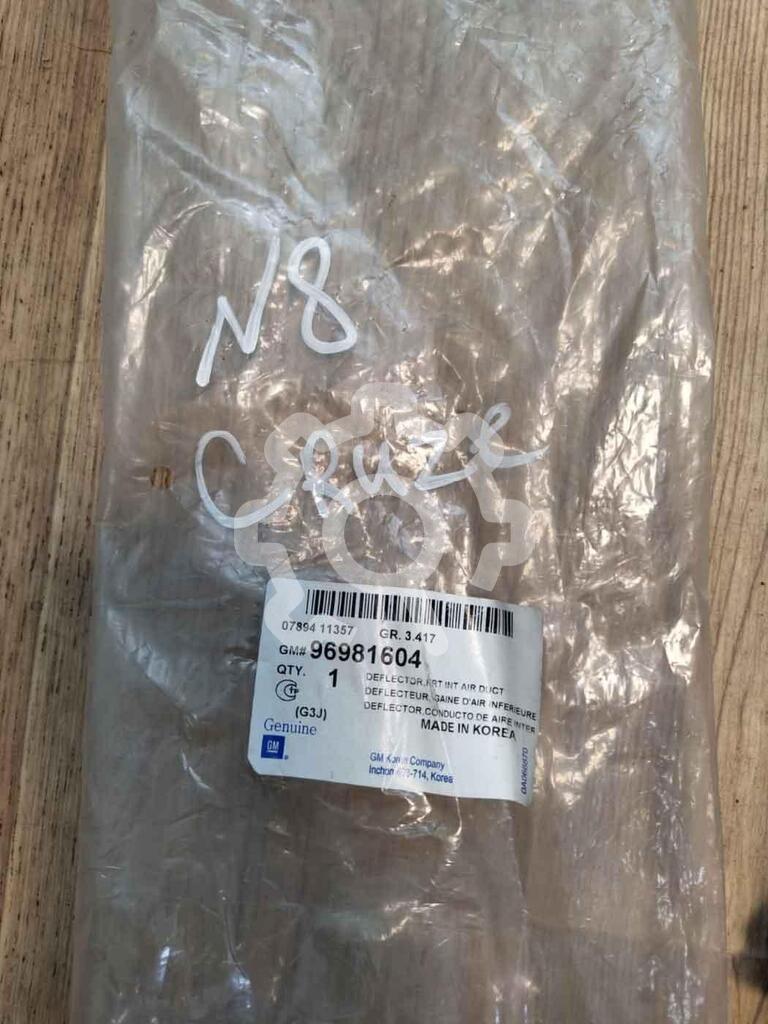 N8
CRUZE
07894 11357 GR. 3.417
GM# 96981604
QTY. 1
DEFLECTOR,FRT INT AIR DUCT
DEFLECTEUR, GAINE D'AIR INFERIEURE
DEFLECTOR,CONDUCTO DE AIRE INTER
(G3J)
MADE IN KOREA
Genuine
GM
GM Korea Company
Korea